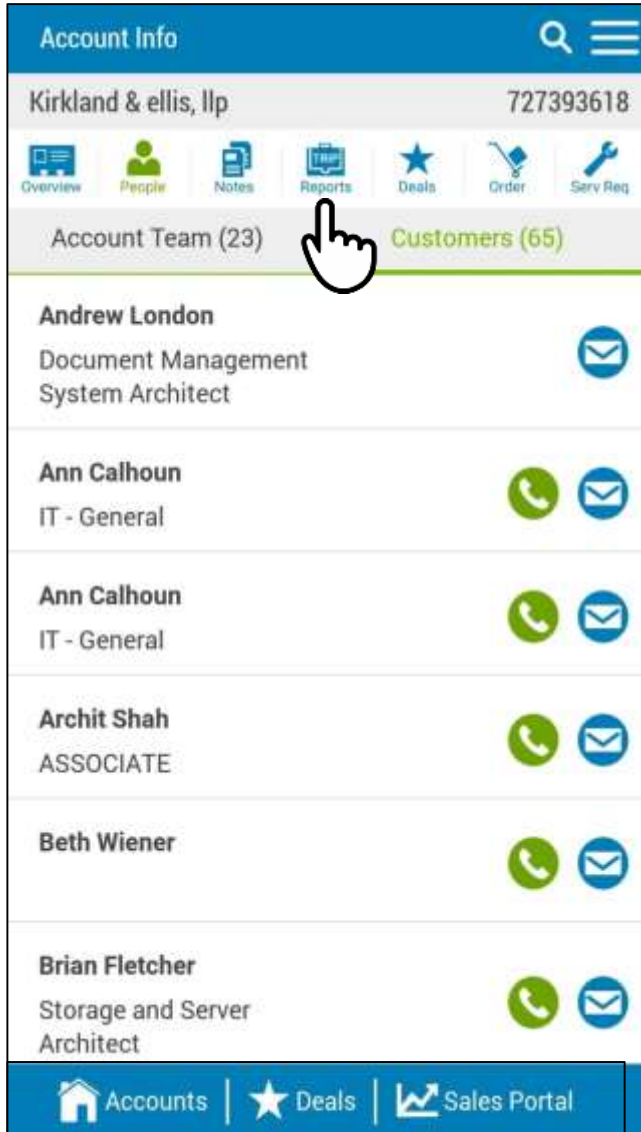 Account Info
Kirkland & ellis, llp 727393618
Overview People Notes Reports Deals Order Serv Req
TRIP
Account Team (23) Customers (65)
Andrew London
Document Management
System Architect
Ann Calhoun
IT - General
Ann Calhoun
IT - General
Archit Shah
ASSOCIATE
Beth Wiener
Brian Fletcher
Storage and Server
Architect
Accounts | Deals | Sales Portal